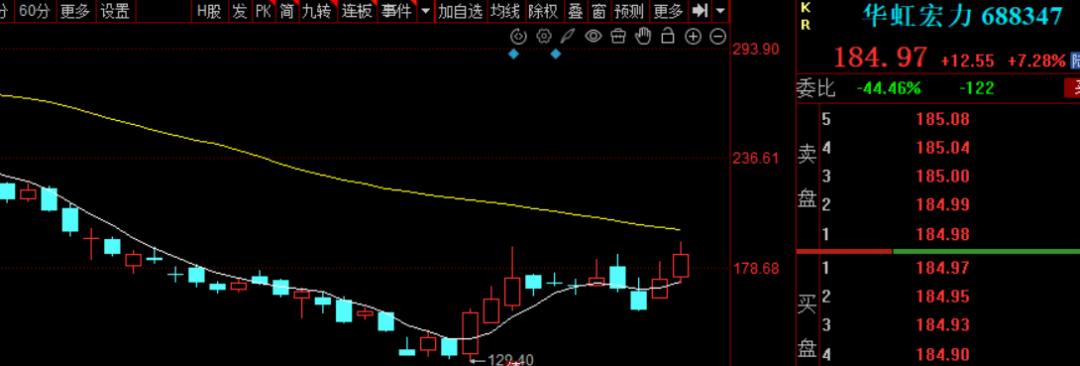 分 60分 更多 设置 H股 发 PK 简 九转 连板 事件 加自选 均线 除权 叠 窗 预测 更多
293.90
236.61
178.68
129.40
K
R
华虹宏力 688347
184.97 +12.55 +7.28% 陆
委比 -44.46% -122
卖盘
5 185.08
4 185.04
3 185.00
2 184.99
1 184.98
买盘
1 184.97
2 184.95
3 184.93
4 184.90